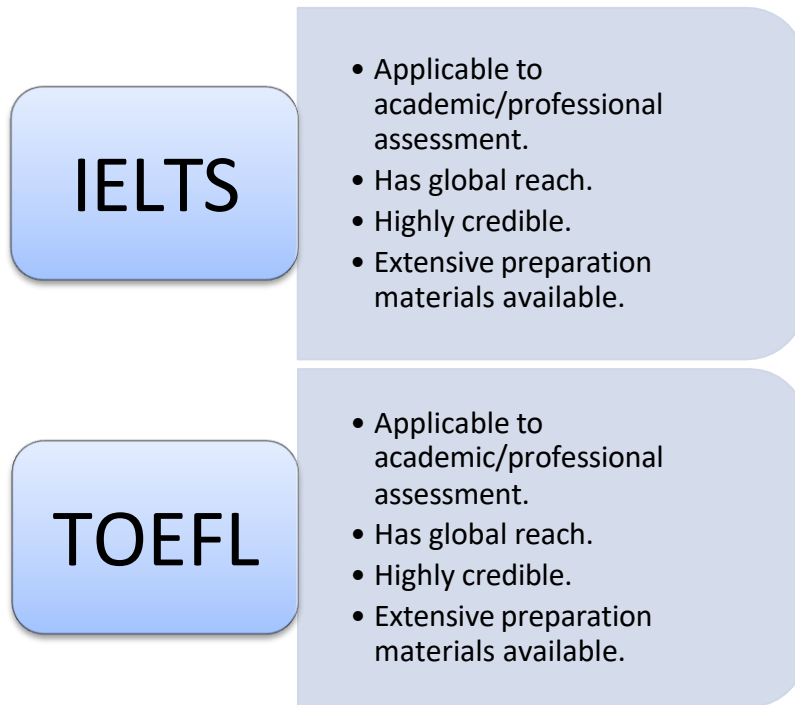 IELTS
• Applicable to
academic/professional
assessment.
• Has global reach.
• Highly credible.
• Extensive preparation
materials available.
TOEFL
• Applicable to
academic/professional
assessment.
• Has global reach.
• Highly credible.
• Extensive preparation
materials available.